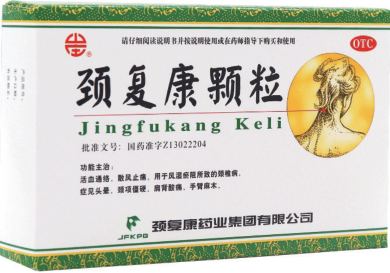 请仔细阅读说明书并按说明使用或在药师指导下购买和使用
OTC
颈复康颗粒
Jingfukang Keli
批准文号：国药准字Z13022204
功能主治：
活血通络，散风止痛，用于风湿瘀阻所致的颈椎病，
症见头晕、颈项僵硬、肩背酸痛、手臂麻木。
JFKPG
颈复康药业集团有限公司